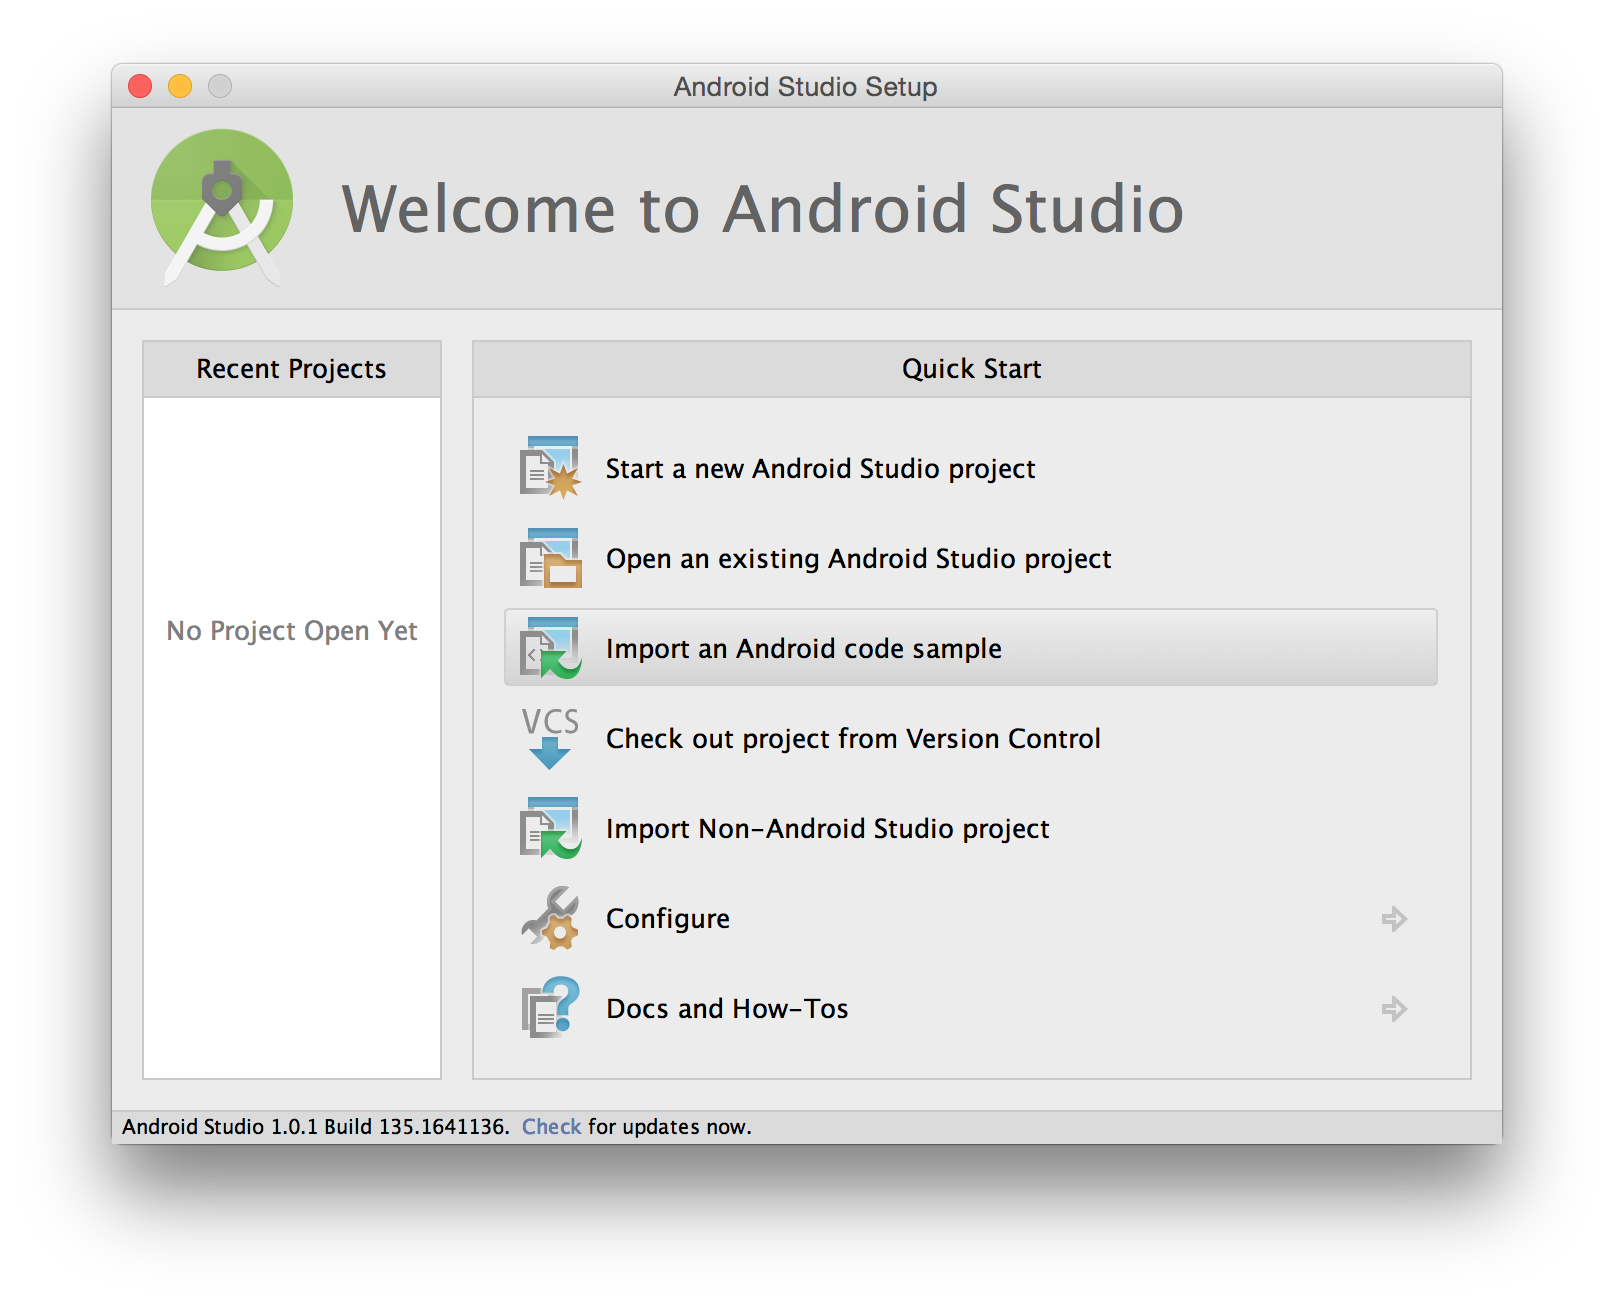 Android Studio Setup
Welcome to Android Studio
Recent Projects
No Project Open Yet
Quick Start
Start a new Android Studio project
Open an existing Android Studio project
Import an Android code sample
VCS
Check out project from Version Control
Import Non-Android Studio project
Configure
Docs and How-Tos
Android Studio 1.0.1 Build 135.1641136. Check for updates now.